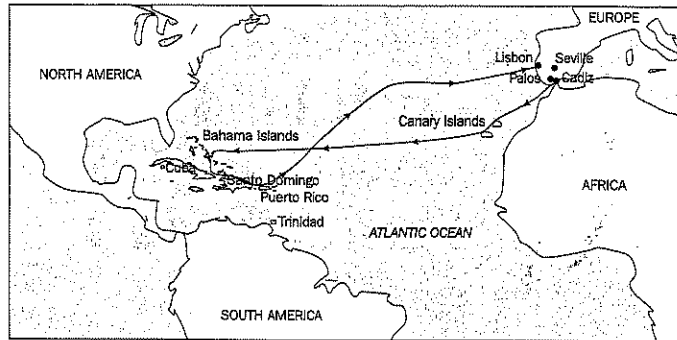 EUROPE
Lisbon
Seville
NORTH AMERICA
Palos
Cadiz
Canary Islands
Bahama Islands
Cuba
Santo Domingo
AFRICA
Puerto Rico
Trinidad
ATLANTIC OCEAN
SOUTH AMERICA